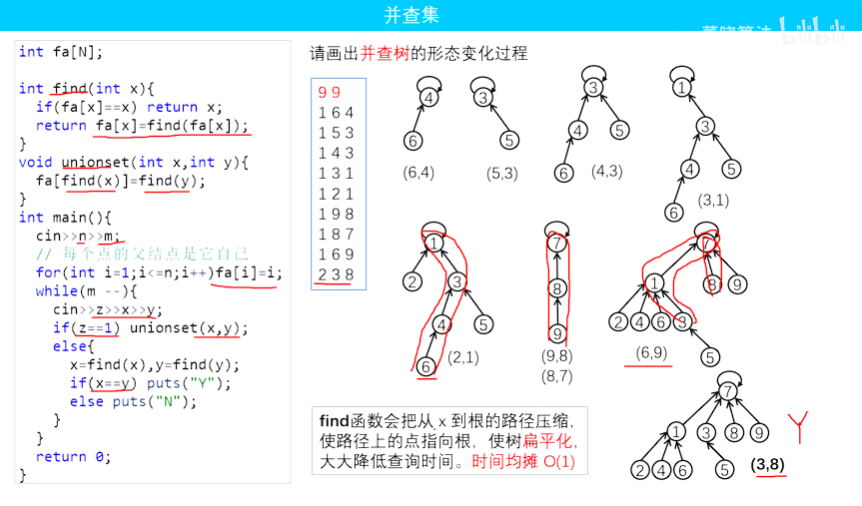 并查集
bilibili
int fa[N];
int find(int x){
if(fa[x]==x) return x;
return fa[x]=find(fa[x]);
}
void unionset(int x,int y){
fa[find(x)]=find(y);
}
int main(){
cin>>n>>m;
// 每个点的父结点是它自己
for(int i=1;i<=n;i++)fa[i]=i;
while(m --){
cin>>z>>x>>y;
if(z==1) unionset(x,y);
else{
x=find(x),y=find(y);
if(x==y) puts("Y");
else puts("N");
}
}
return 0;
}
请画出并查树的形态变化过程
9 9
1 6 4
1 5 3
1 4 3
1 3 1
1 2 1
1 9 8
1 8 7
1 6 9
2 3 8
4
6
(6,4)
3
5
(5,3)
3
4 5
6
(4,3)
1
3
4 5
6
(3,1)
1
2 3
4 5
6
(2,1)
7
8
9
(9,8)
(8,7)
7
1 8 9
2 4 6 3
5
(6,9)
7
1 3 8 9
2 4 6 5
(3,8)
Y
find函数会把从 x 到根的路径压缩,
使路径上的点指向根，使树扁平化,
大大降低查询时间。时间均摊 O(1)